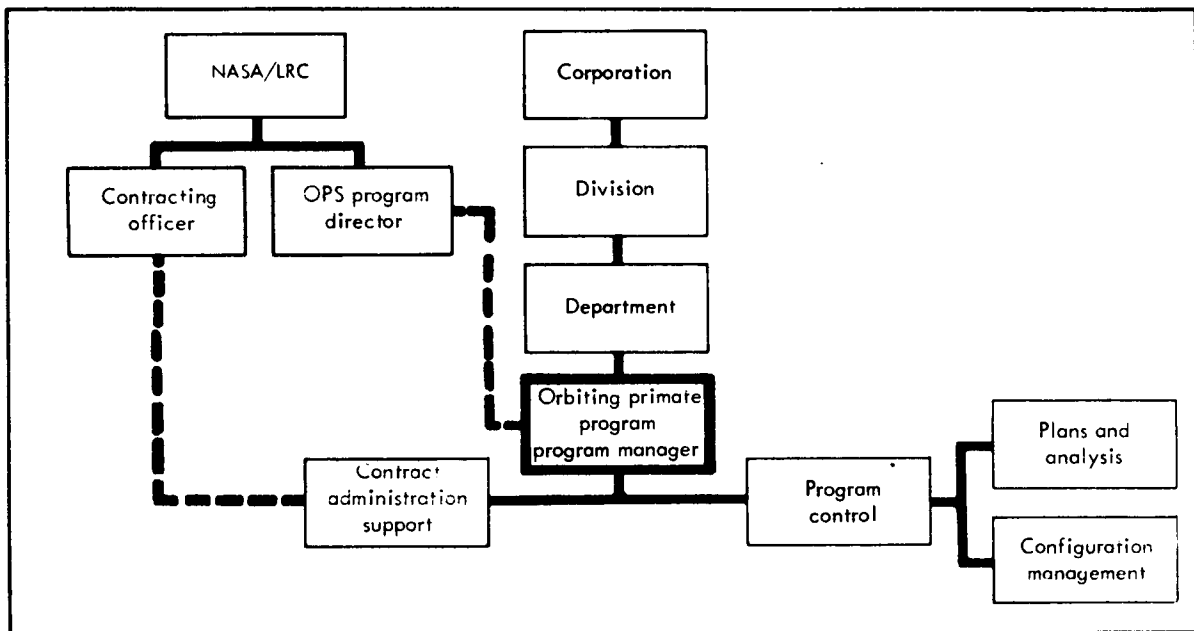 NASA/LRC
Corporation
Contracting
officer
OPS program
director
Division
Department
Orbiting primate
program
program manager
Contract
administration
support
Program
control
Plans and
analysis
Configuration
management